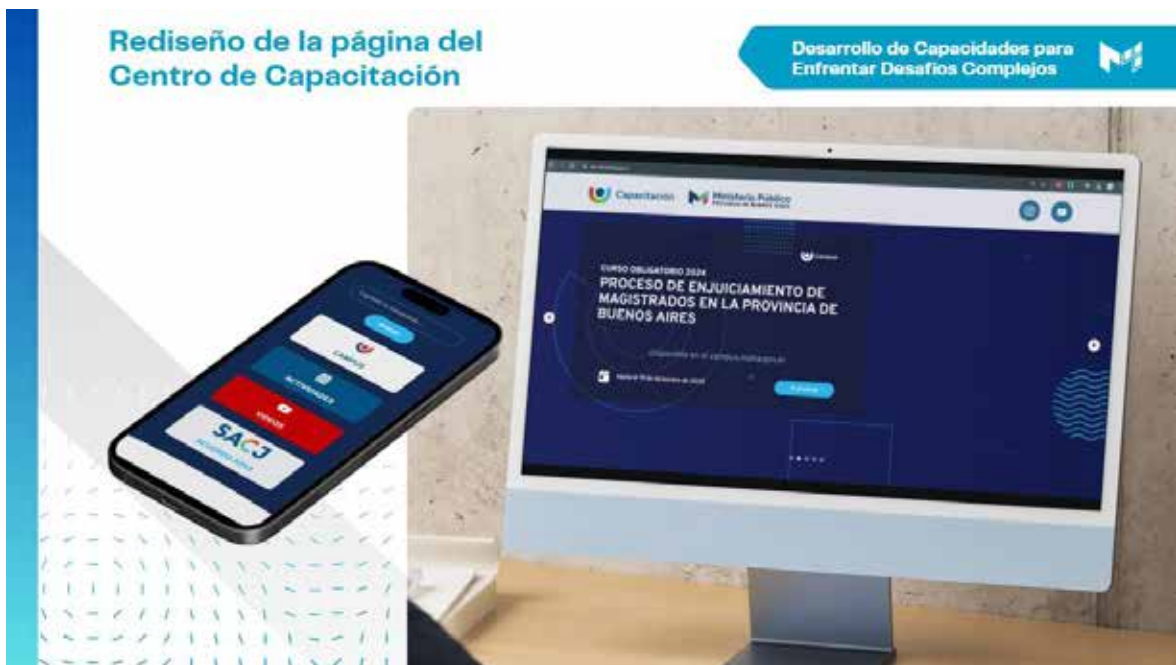 Rediseño de la página del
Centro de Capacitación
Desarrollo de Capacidades para
Enfrentar Desafíos Complejos
Capacitación
Ministerio Público
CURSO OBLIGATORIO 2024
PROCESO DE ENJUICIAMIENTO DE
MAGISTRADOS EN LA PROVINCIA DE
BUENOS AIRES
CAMPUS
ACTIVIDADES
VIDEOS
SACJ